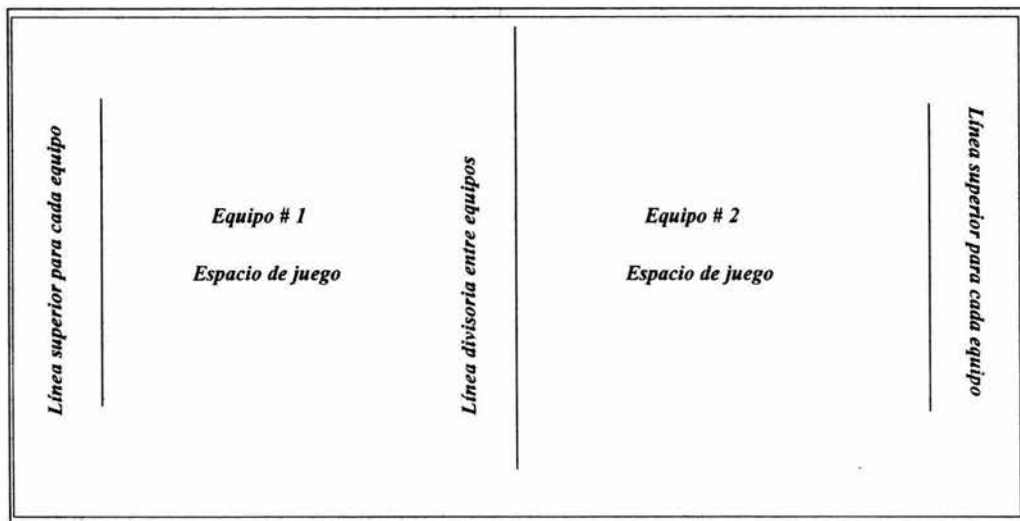 Línea superior para cada equipo
Equipo # 1
Espacio de juego
Línea divisoria entre equipos
Equipo # 2
Espacio de juego
Línea superior para cada equipo